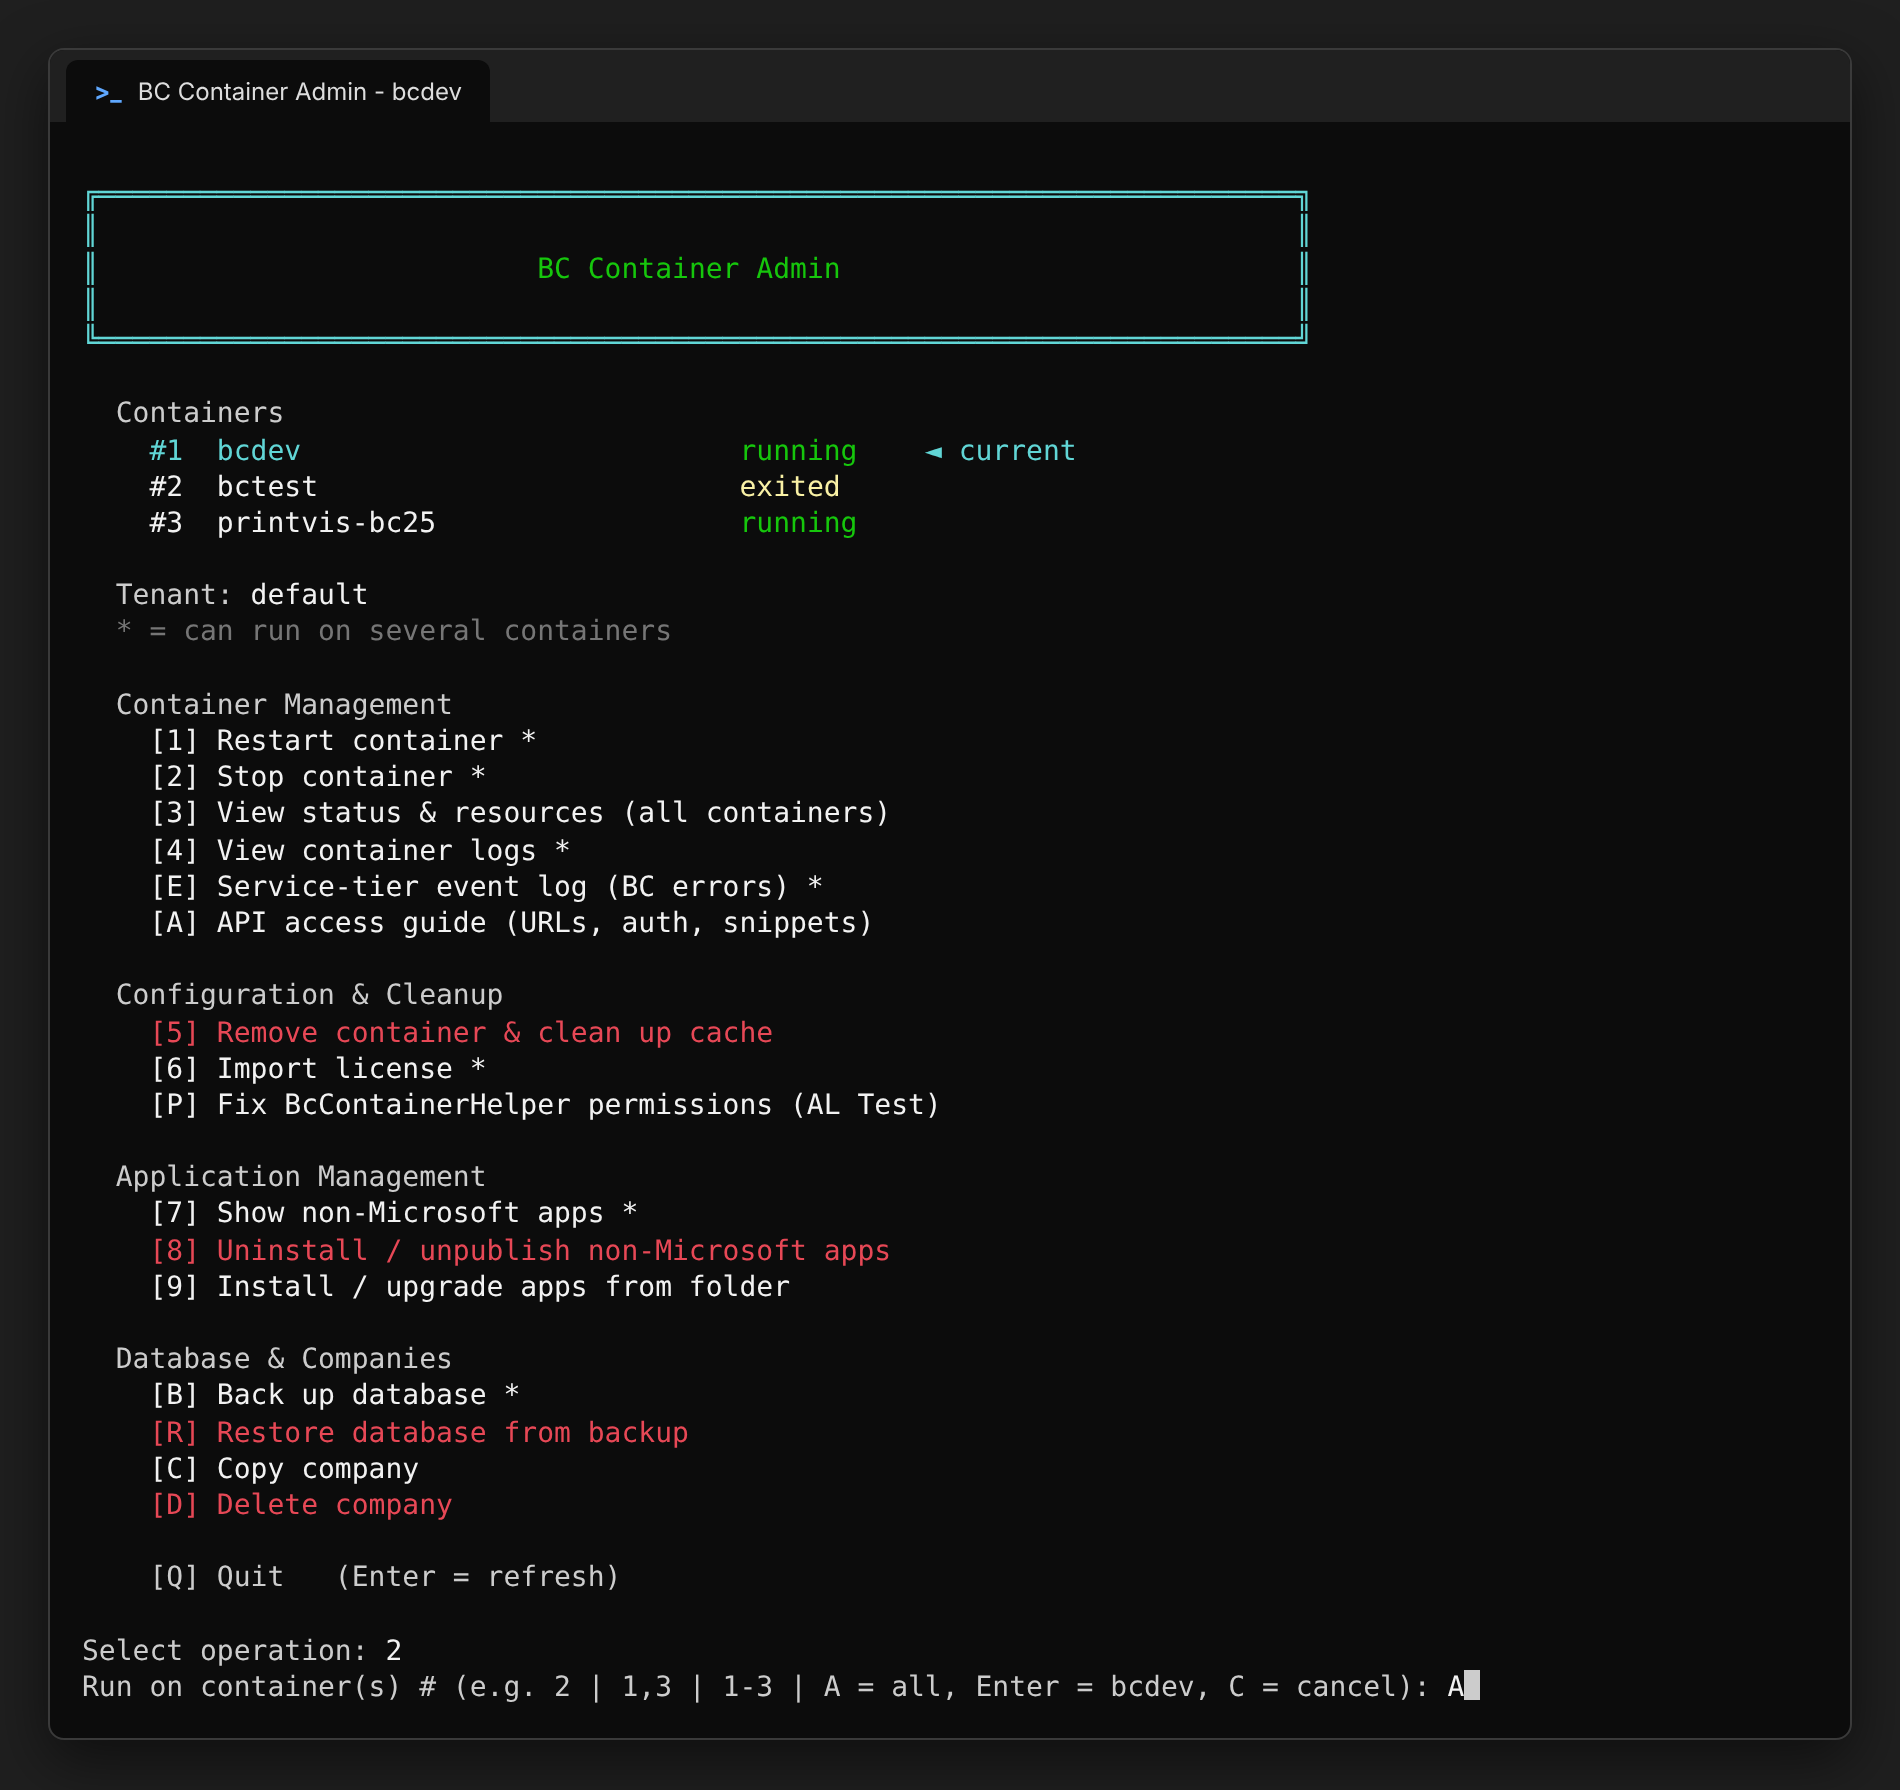 >_ BC Container Admin - bcdev
BC Container Admin
Containers
#1 bcdev running ◄ current
#2 bctest exited
#3 printvis-bc25 running
Tenant: default
* = can run on several containers
Container Management
[1] Restart container *
[2] Stop container *
[3] View status & resources (all containers)
[4] View container logs *
[E] Service-tier event log (BC errors) *
[A] API access guide (URLs, auth, snippets)
Configuration & Cleanup
[5] Remove container & clean up cache
[6] Import license *
[P] Fix BcContainerHelper permissions (AL Test)
Application Management
[7] Show non-Microsoft apps *
[8] Uninstall / unpublish non-Microsoft apps
[9] Install / upgrade apps from folder
Database & Companies
[B] Back up database *
[R] Restore database from backup
[C] Copy company
[D] Delete company
[Q] Quit (Enter = refresh)
Select operation: 2
Run on container(s) # (e.g. 2 | 1,3 | 1-3 | A = all, Enter = bcdev, C = cancel): A